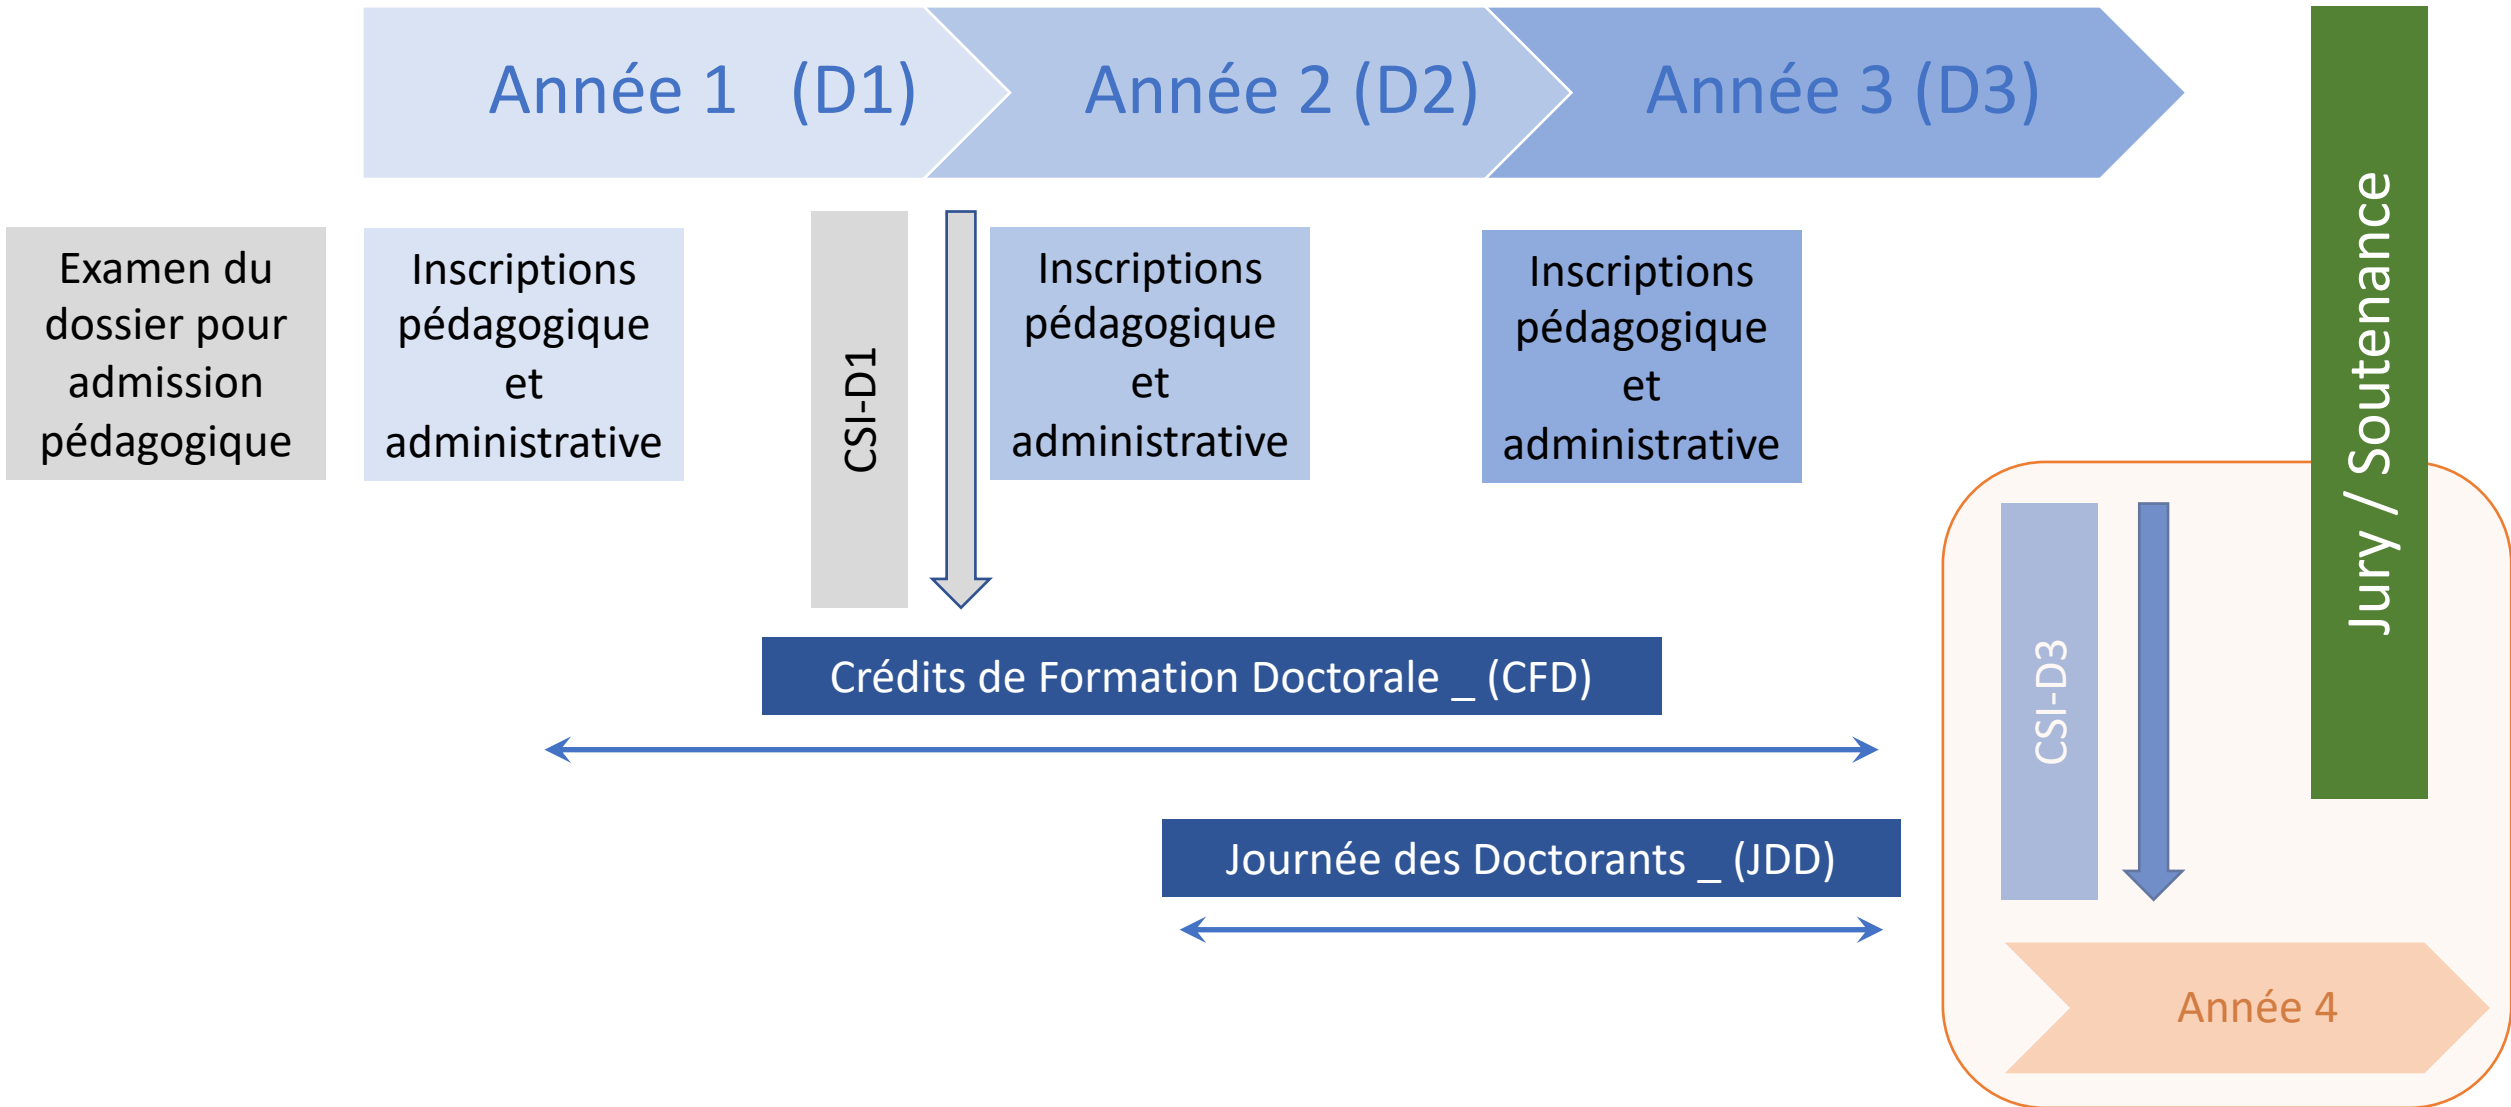 Année 1 (D1)
Année 2 (D2)
Année 3 (D3)
Examen du
dossier pour
admission
pédagogique
Inscriptions
pédagogique
et
administrative
CSI-D1
Inscriptions
pédagogique
et
administrative
Inscriptions
pédagogique
et
administrative
Jury / Soutenance
Crédits de Formation Doctorale _ (CFD)
Journée des Doctorants _ (JDD)
CSI-D3
Année 4